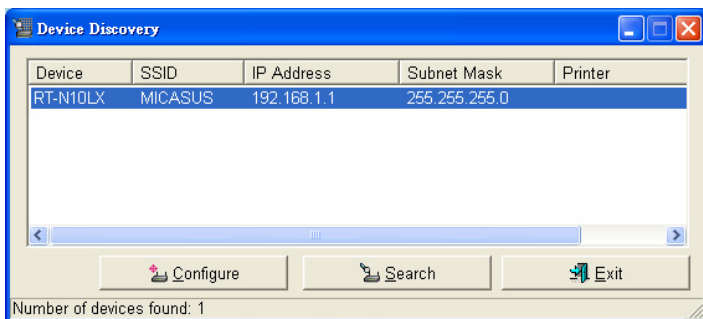 Device Discovery
Device SSID IP Address Subnet Mask Printer
RT-N10LX MICASUS 192.168.1.1 255.255.255.0
Configure Search Exit
Number of devices found: 1